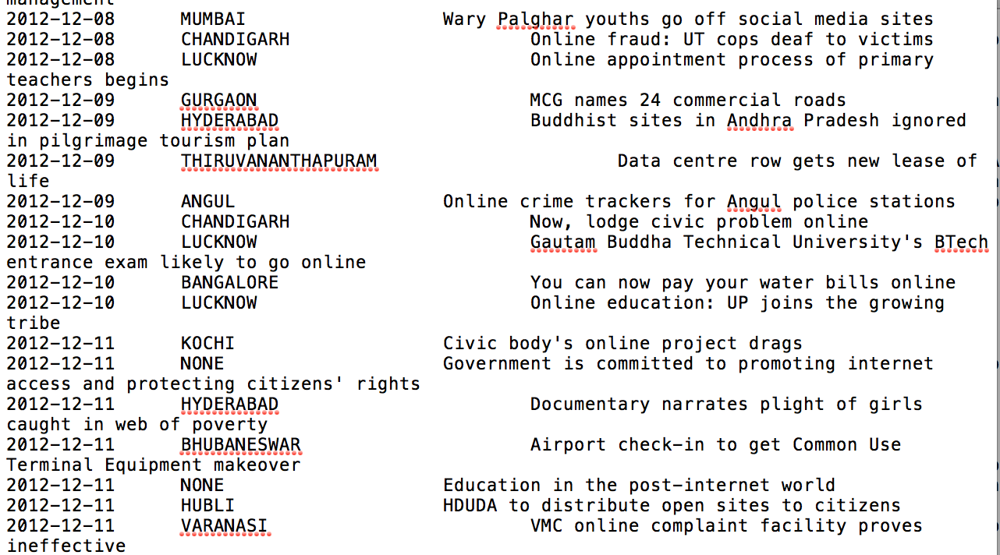 management
2012-12-08 MUMBAI Wary Palghar youths go off social media sites
2012-12-08 CHANDIGARH Online fraud: UT cops deaf to victims
2012-12-08 LUCKNOW Online appointment process of primary
teachers begins
2012-12-09 GURGAON MCG names 24 commercial roads
2012-12-09 HYDERABAD Buddhist sites in Andhra Pradesh ignored
in pilgrimage tourism plan
2012-12-09 THIRUVANANTHAPURAM Data centre row gets new lease of
life
2012-12-09 ANGUL Online crime trackers for Angul police stations
2012-12-10 CHANDIGARH Now, lodge civic problem online
2012-12-10 LUCKNOW Gautam Buddha Technical University's BTech
entrance exam likely to go online
2012-12-10 BANGALORE You can now pay your water bills online
2012-12-10 LUCKNOW Online education: UP joins the growing
tribe
2012-12-11 KOCHI Civic body's online project drags
2012-12-11 NONE Government is committed to promoting internet
access and protecting citizens' rights
2012-12-11 HYDERABAD Documentary narrates plight of girls
caught in web of poverty
2012-12-11 BHUBANESWAR Airport check-in to get Common Use
Terminal Equipment makeover
2012-12-11 NONE Education in the post-internet world
2012-12-11 HUBLI HDUDA to distribute open sites to citizens
2012-12-11 VARANASI VMC online complaint facility proves
ineffective